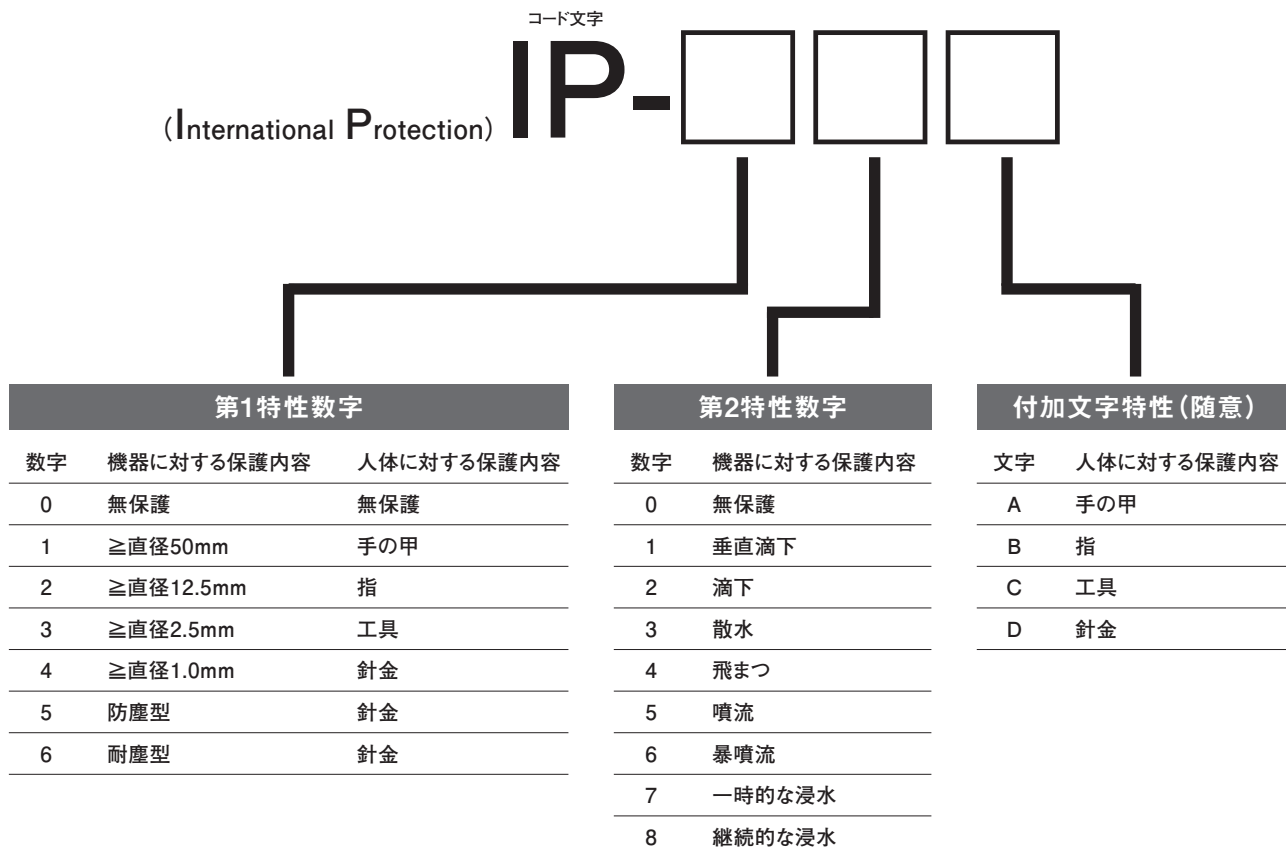 コード文字
(International Protection) IP-
第1特性数字
数字 機器に対する保護内容 人体に対する保護内容
0 無保護 無保護
1 ≧直径50mm 手の甲
2 ≧直径12.5mm 指
3 ≧直径2.5mm 工具
4 ≧直径1.0mm 針金
5 防塵型 針金
6 耐塵型 針金
第2特性数字
数字 機器に対する保護内容
0 無保護
1 垂直滴下
2 滴下
3 散水
4 飛まつ
5 噴流
6 暴噴流
7 一時的な浸水
8 継続的な浸水
付加文字特性(随意)
文字 人体に対する保護内容
A 手の甲
B 指
C 工具
D 針金